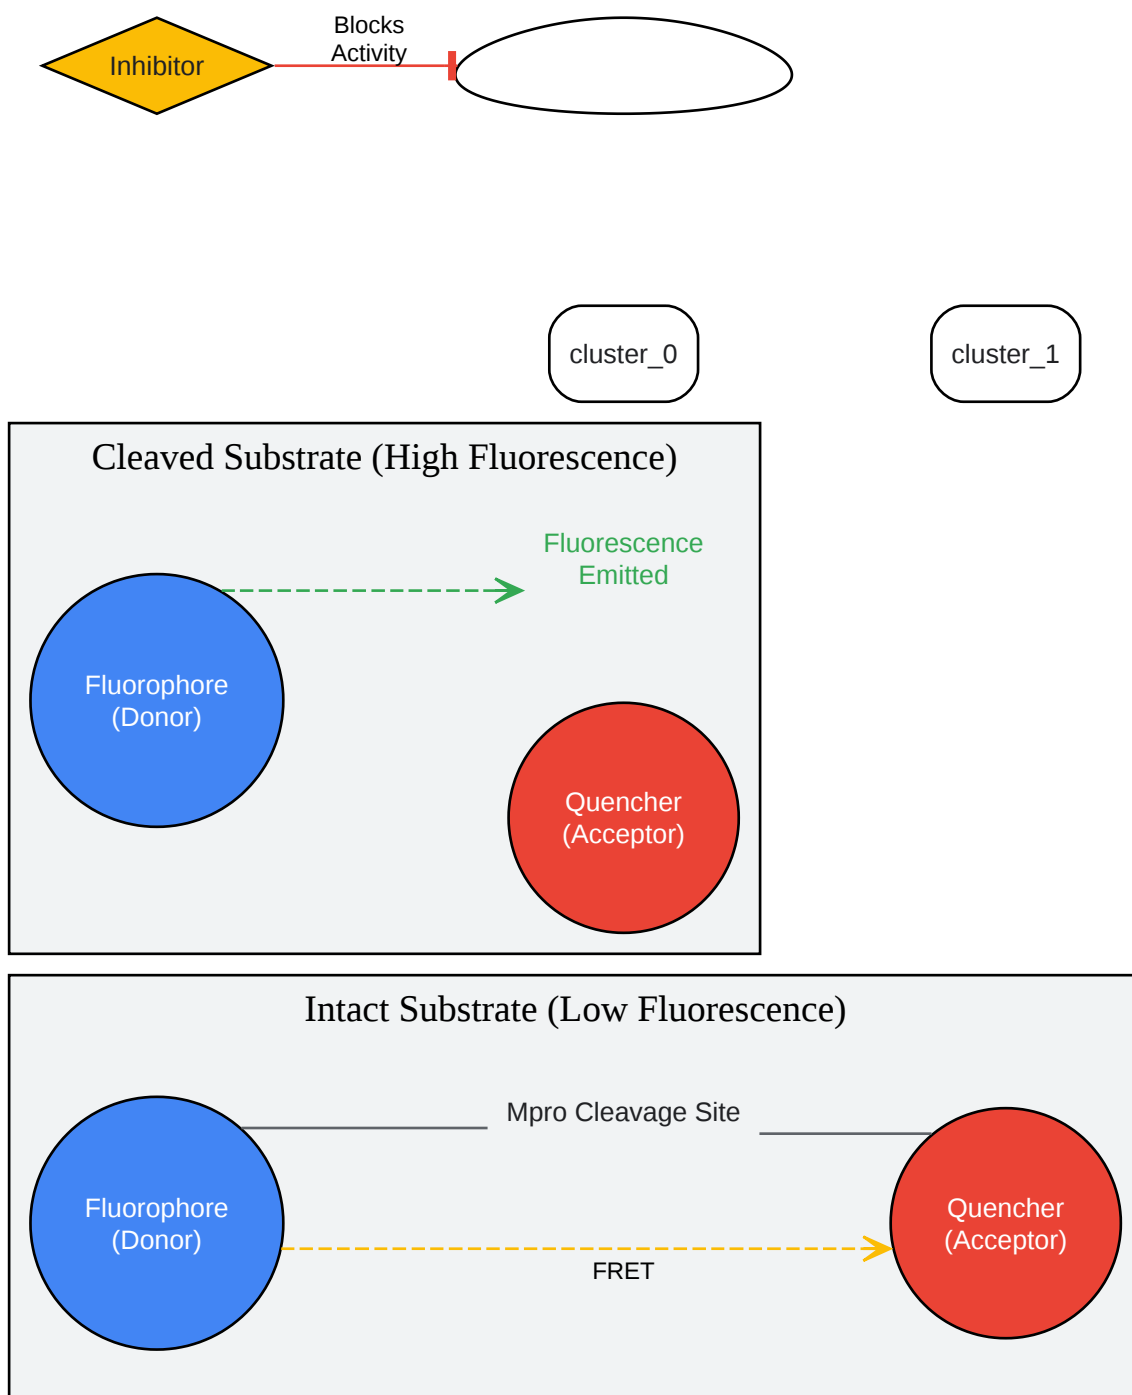 Blocks
Activity
Inhibitor
cluster_0
cluster_1
Cleaved Substrate (High Fluorescence)
Fluorescence
Emitted
Fluorophore
(Donor)
Quencher
(Acceptor)
Intact Substrate (Low Fluorescence)
Mpro Cleavage Site
Fluorophore
(Donor)
Quencher
(Acceptor)
FRET